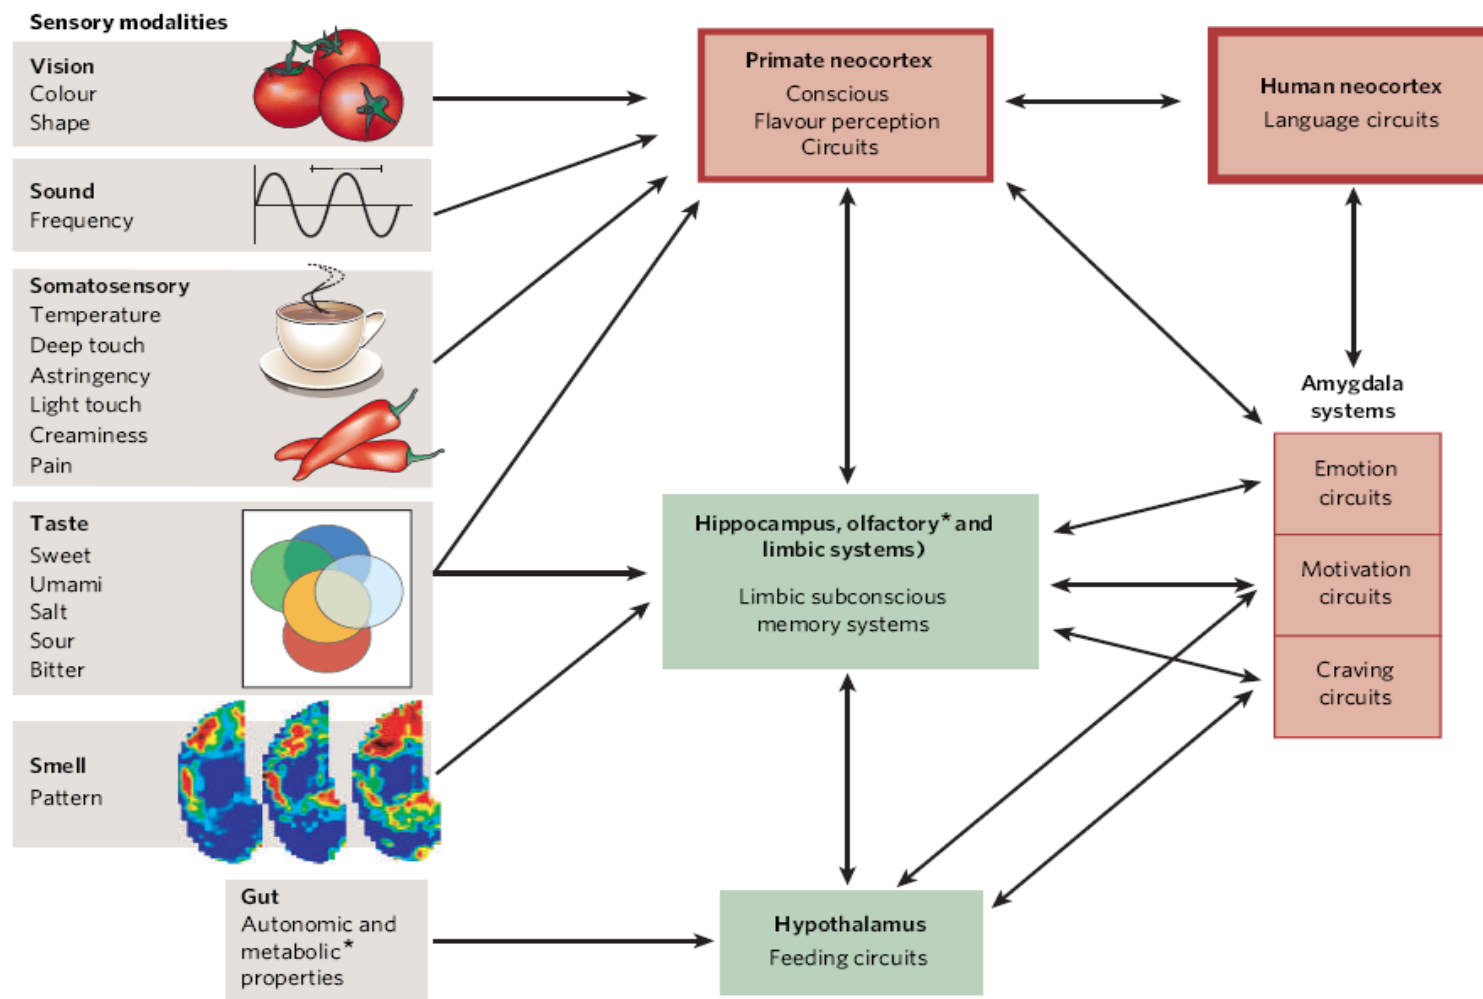 Sensory modalities
Vision
Colour
Shape
Sound
Frequency
Somatosensory
Temperature
Deep touch
Astringency
Light touch
Creaminess
Pain
Taste
Sweet
Umami
Salt
Sour
Bitter
Smell
Pattern
Gut
Autonomic and
metabolic*
properties
Primate neocortex
Conscious
Flavour perception
Circuits
Human neocortex
Language circuits
Hippocampus, olfactory* and
limbic systems)
Limbic subconscious
memory systems
Hypothalamus
Feeding circuits
Amygdala
systems
Emotion
circuits
Motivation
circuits
Craving
circuits